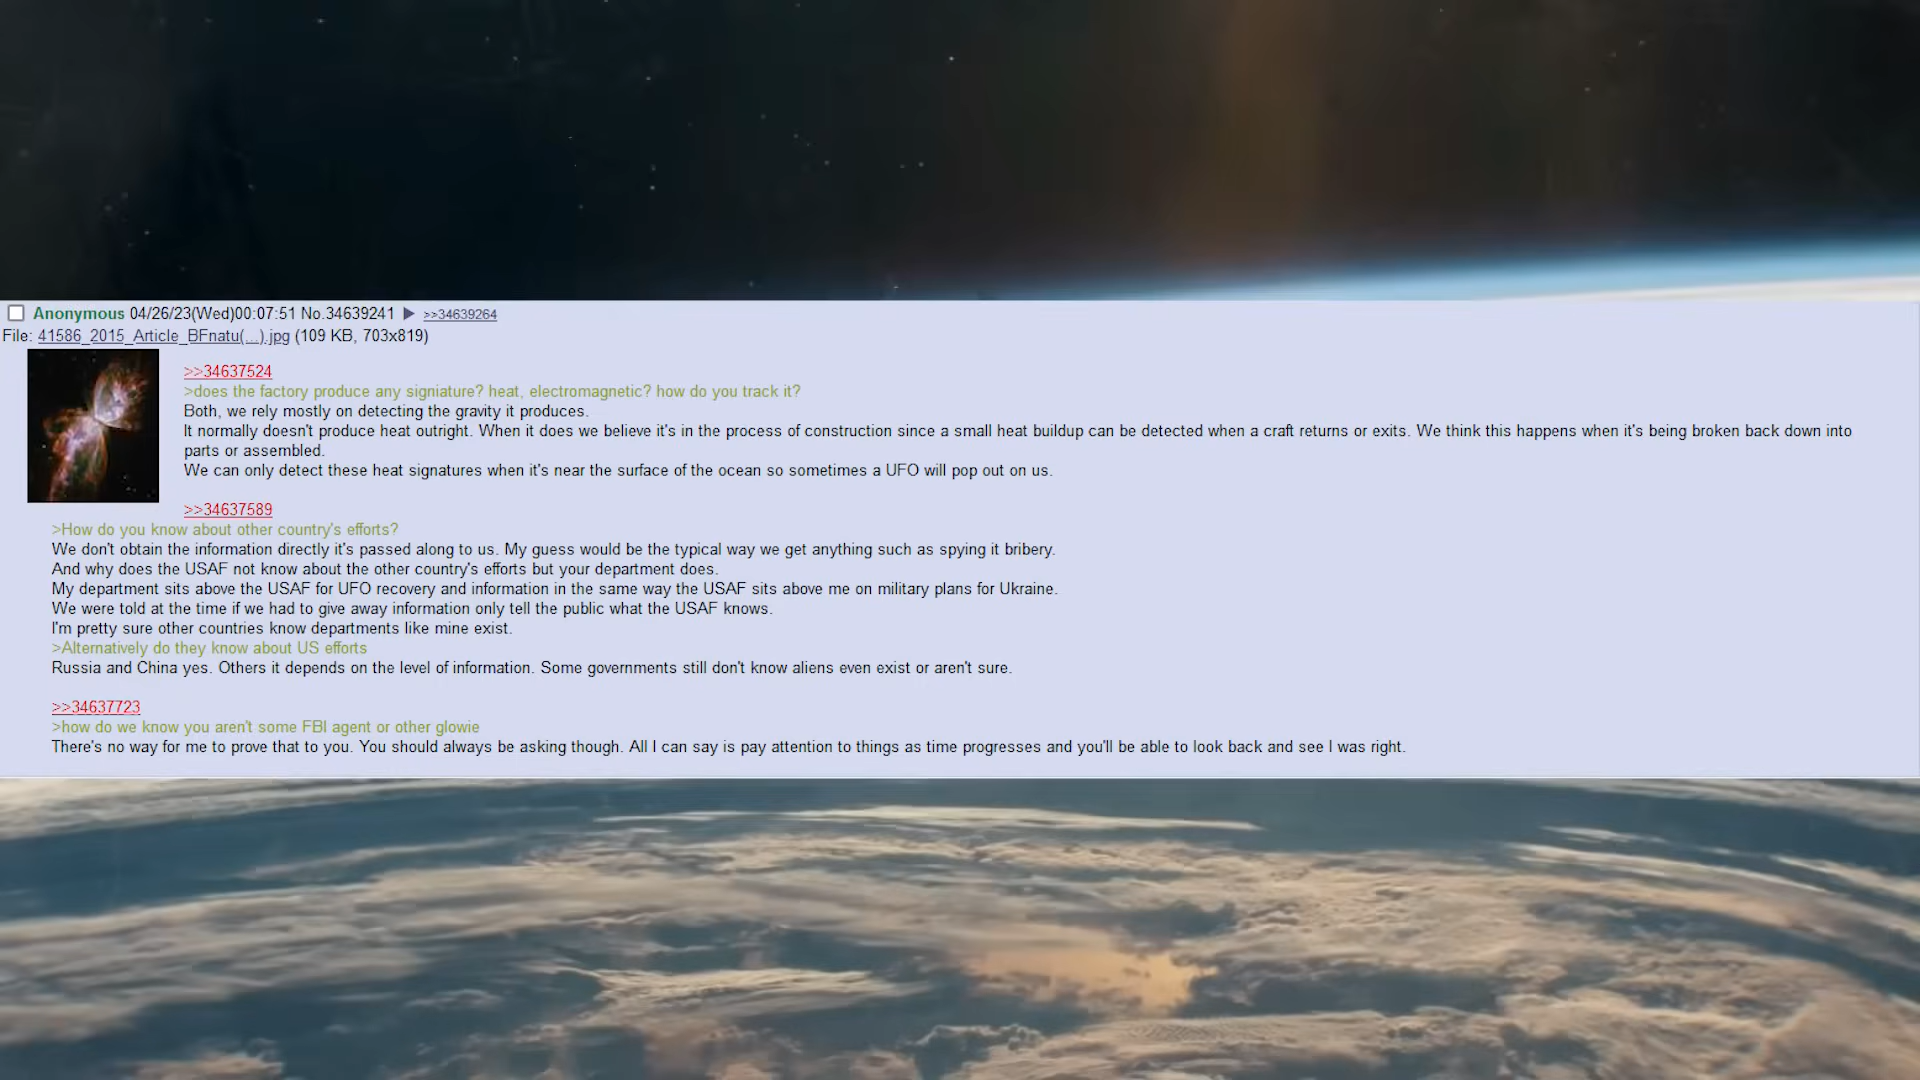 Anonymous 04/26/23(Wed)00:07:51 No.34639241 ▶ >>34639264
File: 41586_2015_Article_BFnatu(...).jpg (109 KB, 703x819)
>>34637524
>does the factory produce any signiature? heat, electromagnetic? how do you track it?
Both, we rely mostly on detecting the gravity it produces.
It normally doesn't produce heat outright. When it does we believe it's in the process of construction since a small heat buildup can be detected when a craft returns or exits. We think this happens when it's being broken back down into
parts or assembled.
We can only detect these heat signatures when it's near the surface of the ocean so sometimes a UFO will pop out on us.
>>34637589
>How do you know about other country's efforts?
We don't obtain the information directly it's passed along to us. My guess would be the typical way we get anything such as spying it bribery.
And why does the USAF not know about the other country's efforts but your department does.
My department sits above the USAF for UFO recovery and information in the same way the USAF sits above me on military plans for Ukraine.
We were told at the time if we had to give away information only tell the public what the USAF knows.
I'm pretty sure other countries know departments like mine exist.
>Alternatively do they know about US efforts
Russia and China yes. Others it depends on the level of information. Some governments still don't know aliens even exist or aren't sure.
>>34637723
>how do we know you aren't some FBI agent or other glowie
There's no way for me to prove that to you. You should always be asking though. All I can say is pay attention to things as time progresses and you'll be able to look back and see I was right.